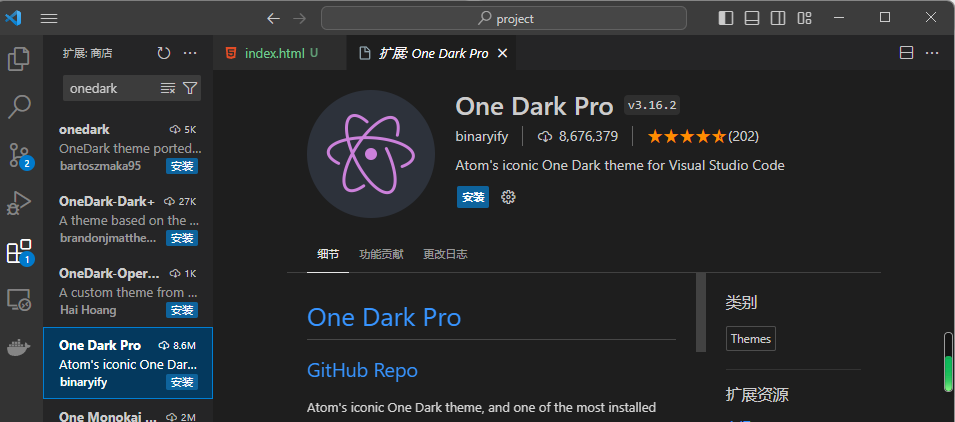 project
扩展: 商店
index.html U
扩展: One Dark Pro
onedark
onedark 5K
OneDark theme ported...
bartoszmaka95 安装
OneDark-Dark+ 27K
A theme based on the ...
brandonjmatthe... 安装
OneDark-Oper... 1K
A custom theme from ...
Hai Hoang 安装
One Dark Pro 8.6M
Atom's iconic One Dar...
binaryify 安装
One Monokai ... 2M
2
1
One Dark Pro v3.16.2
binaryify 8,676,379 (202)
Atom's iconic One Dark theme for Visual Studio Code
安装
细节 功能贡献 更改日志
One Dark Pro
GitHub Repo
Atom's iconic One Dark theme, and one of the most installed
类别
Themes
扩展资源